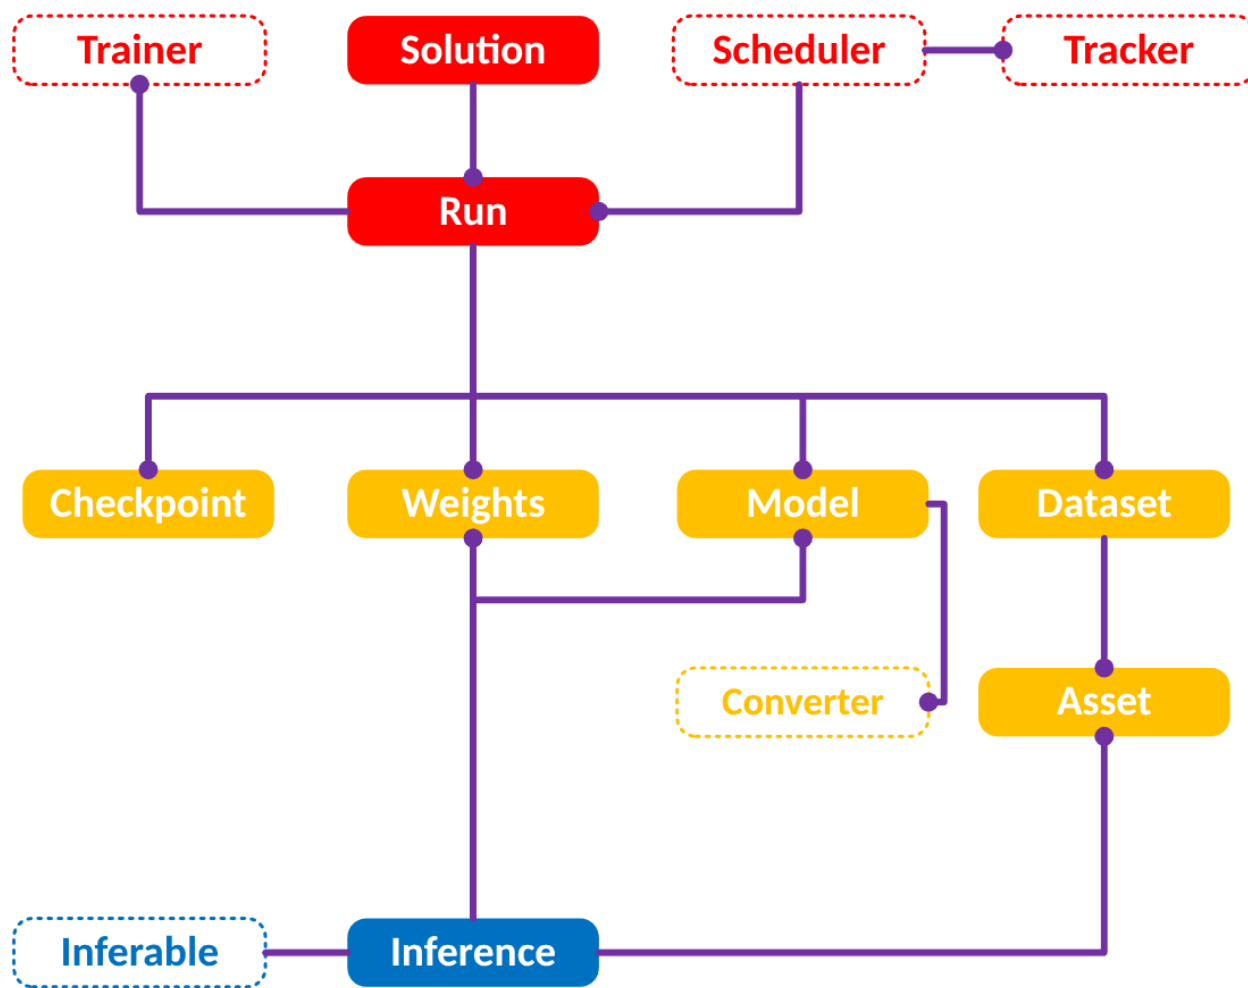 Trainer
Solution
Scheduler
Tracker
Run
Checkpoint
Weights
Model
Dataset
Converter
Asset
Inferable
Inference